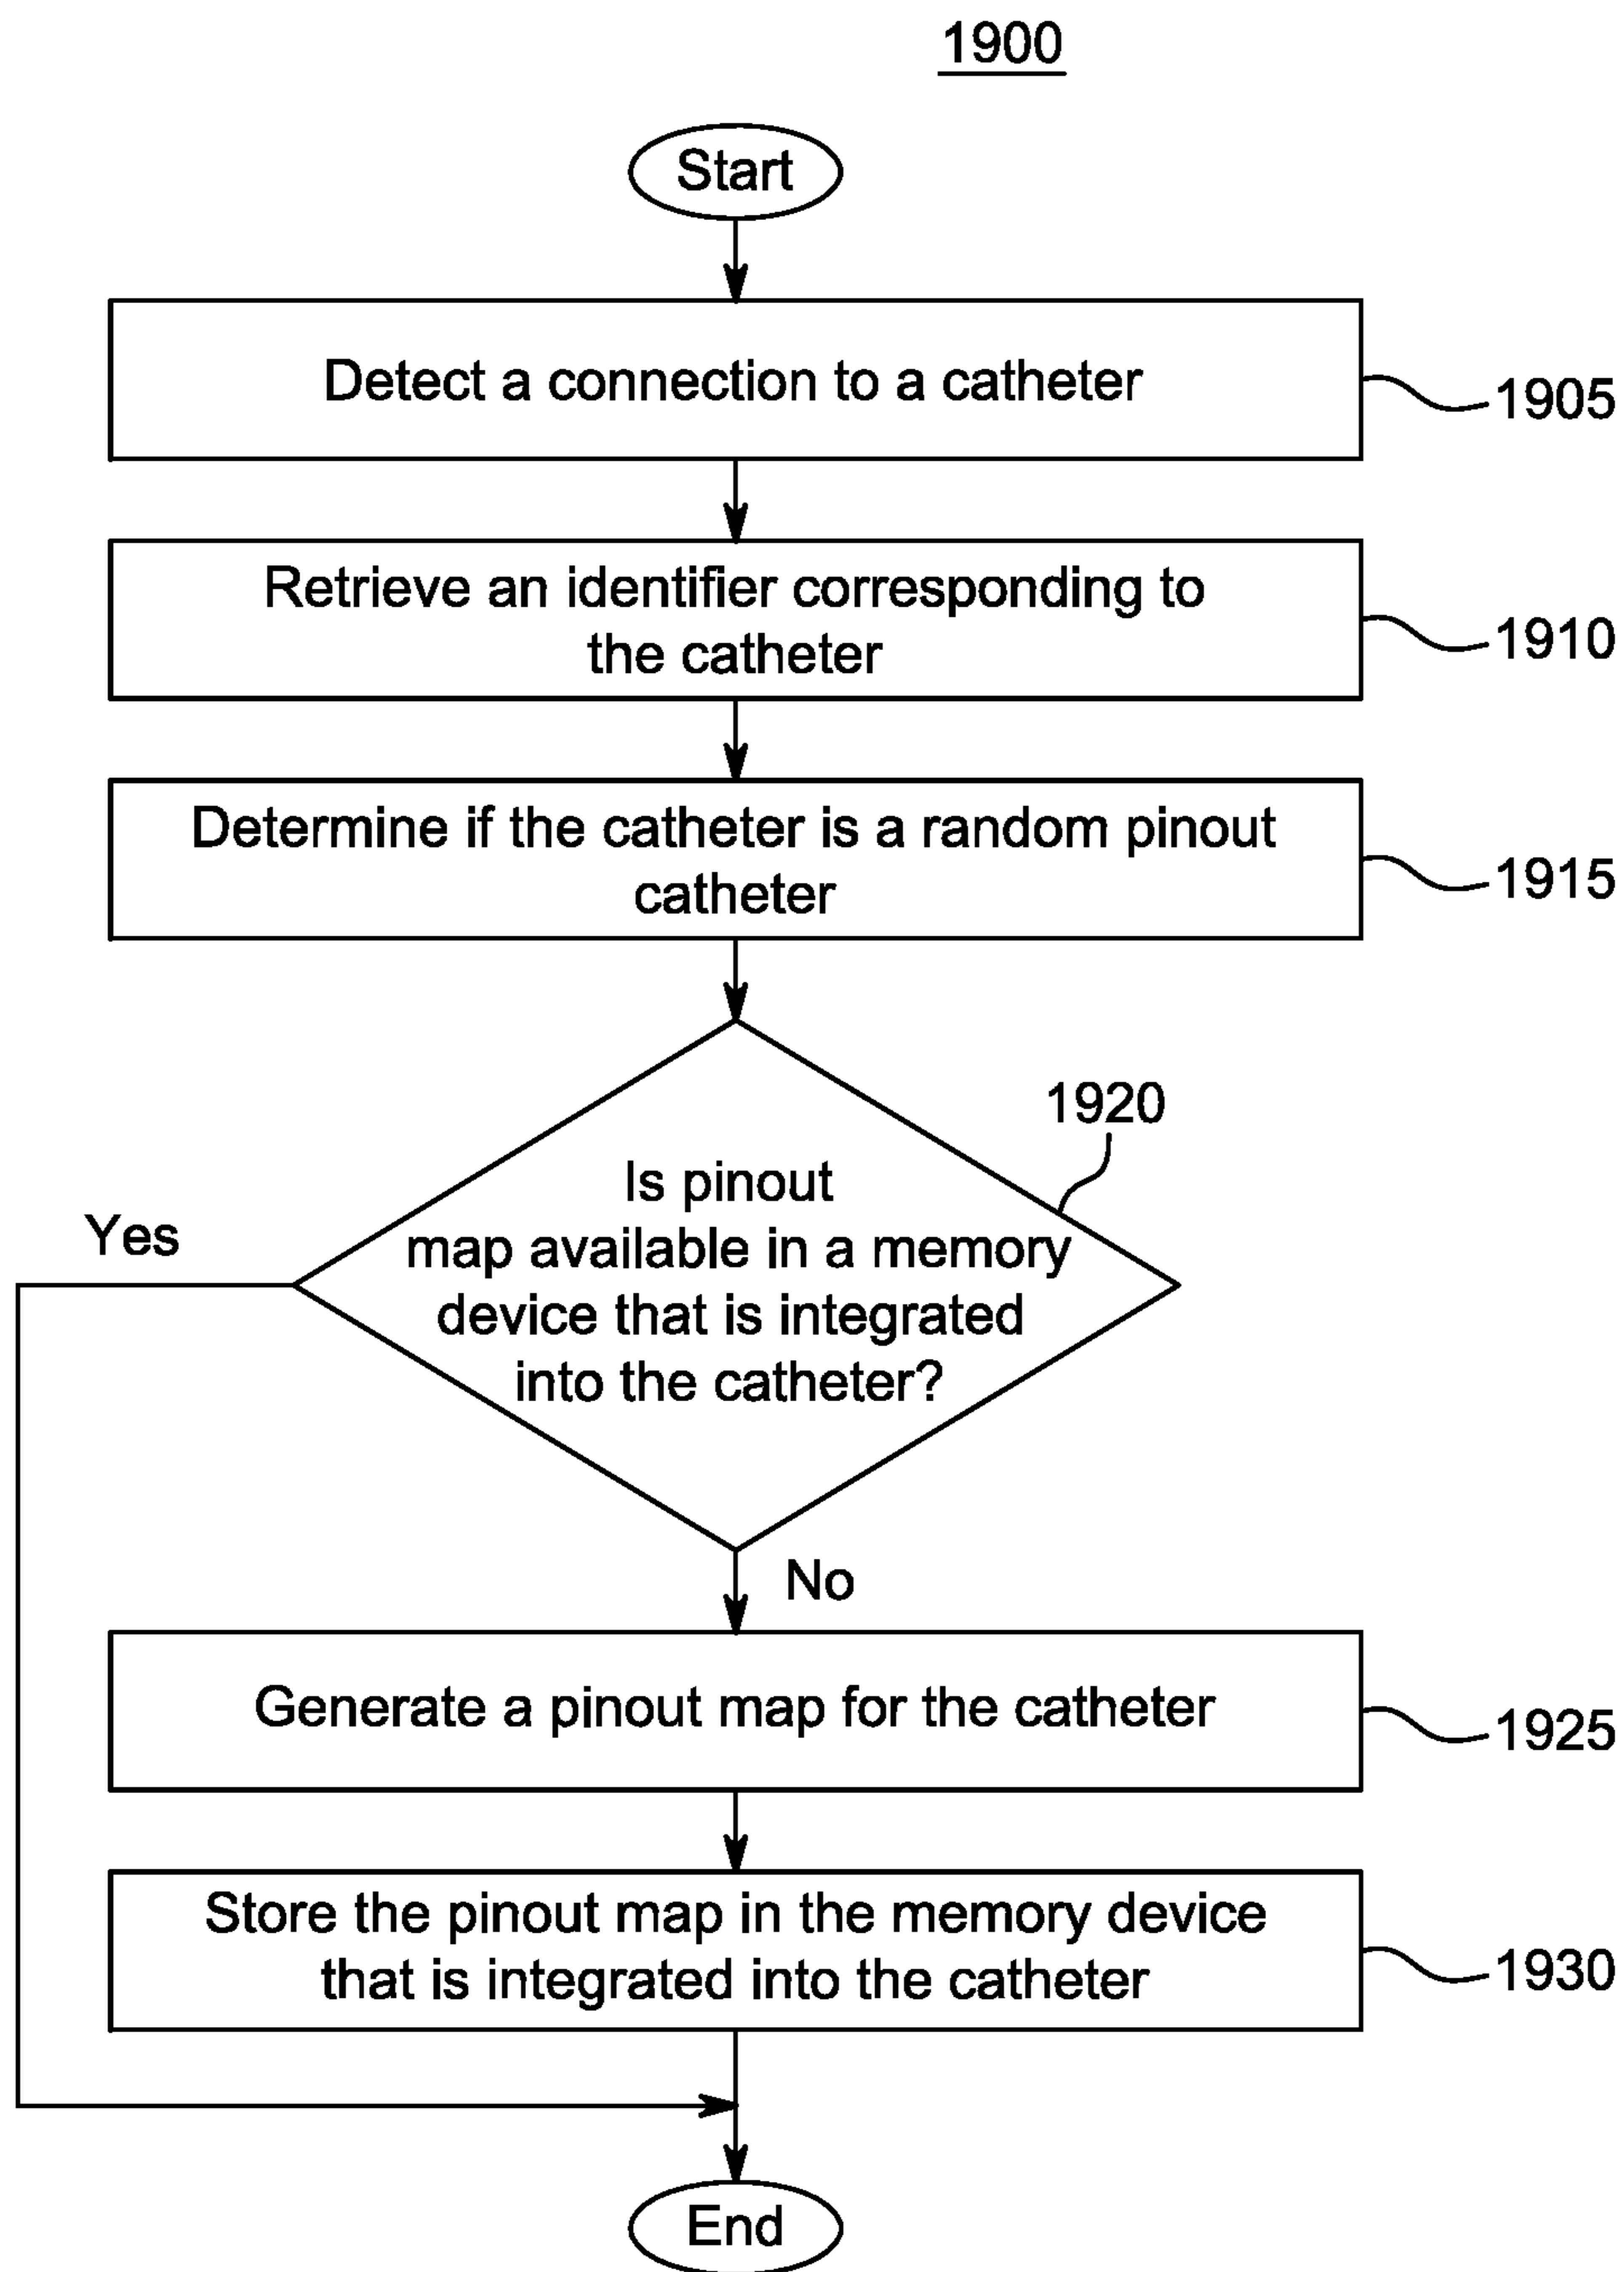 1900
Start
Detect a connection to a catheter
1905
Retrieve an identifier corresponding to
the catheter
1910
Determine if the catheter is a random pinout
catheter
1915
1920
Is pinout
map available in a memory
device that is integrated
into the catheter?
Yes
No
Generate a pinout map for the catheter
1925
Store the pinout map in the memory device
that is integrated into the catheter
1930
End